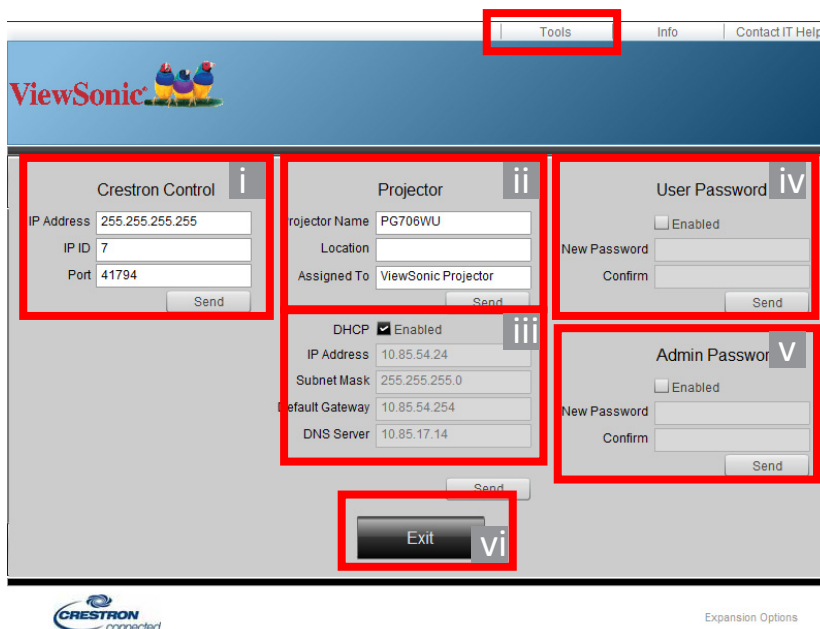 Tools Info Contact IT Help
ViewSonic
Crestron Control i
IP Address 255.255.255.255
IP ID 7
Port 41794
Send
Projector ii
Projector Name PG706WU
Location
Assigned To ViewSonic Projector
Send
DHCP Enabled iii
IP Address 10.85.54.24
Subnet Mask 255.255.255.0
Default Gateway 10.85.54.254
DNS Server 10.85.17.14
Send
User Password iv
Enabled
New Password
Confirm
Send
Admin Password v
Enabled
New Password
Confirm
Send
Exit vi
CRESTRON
connected
Expansion Options